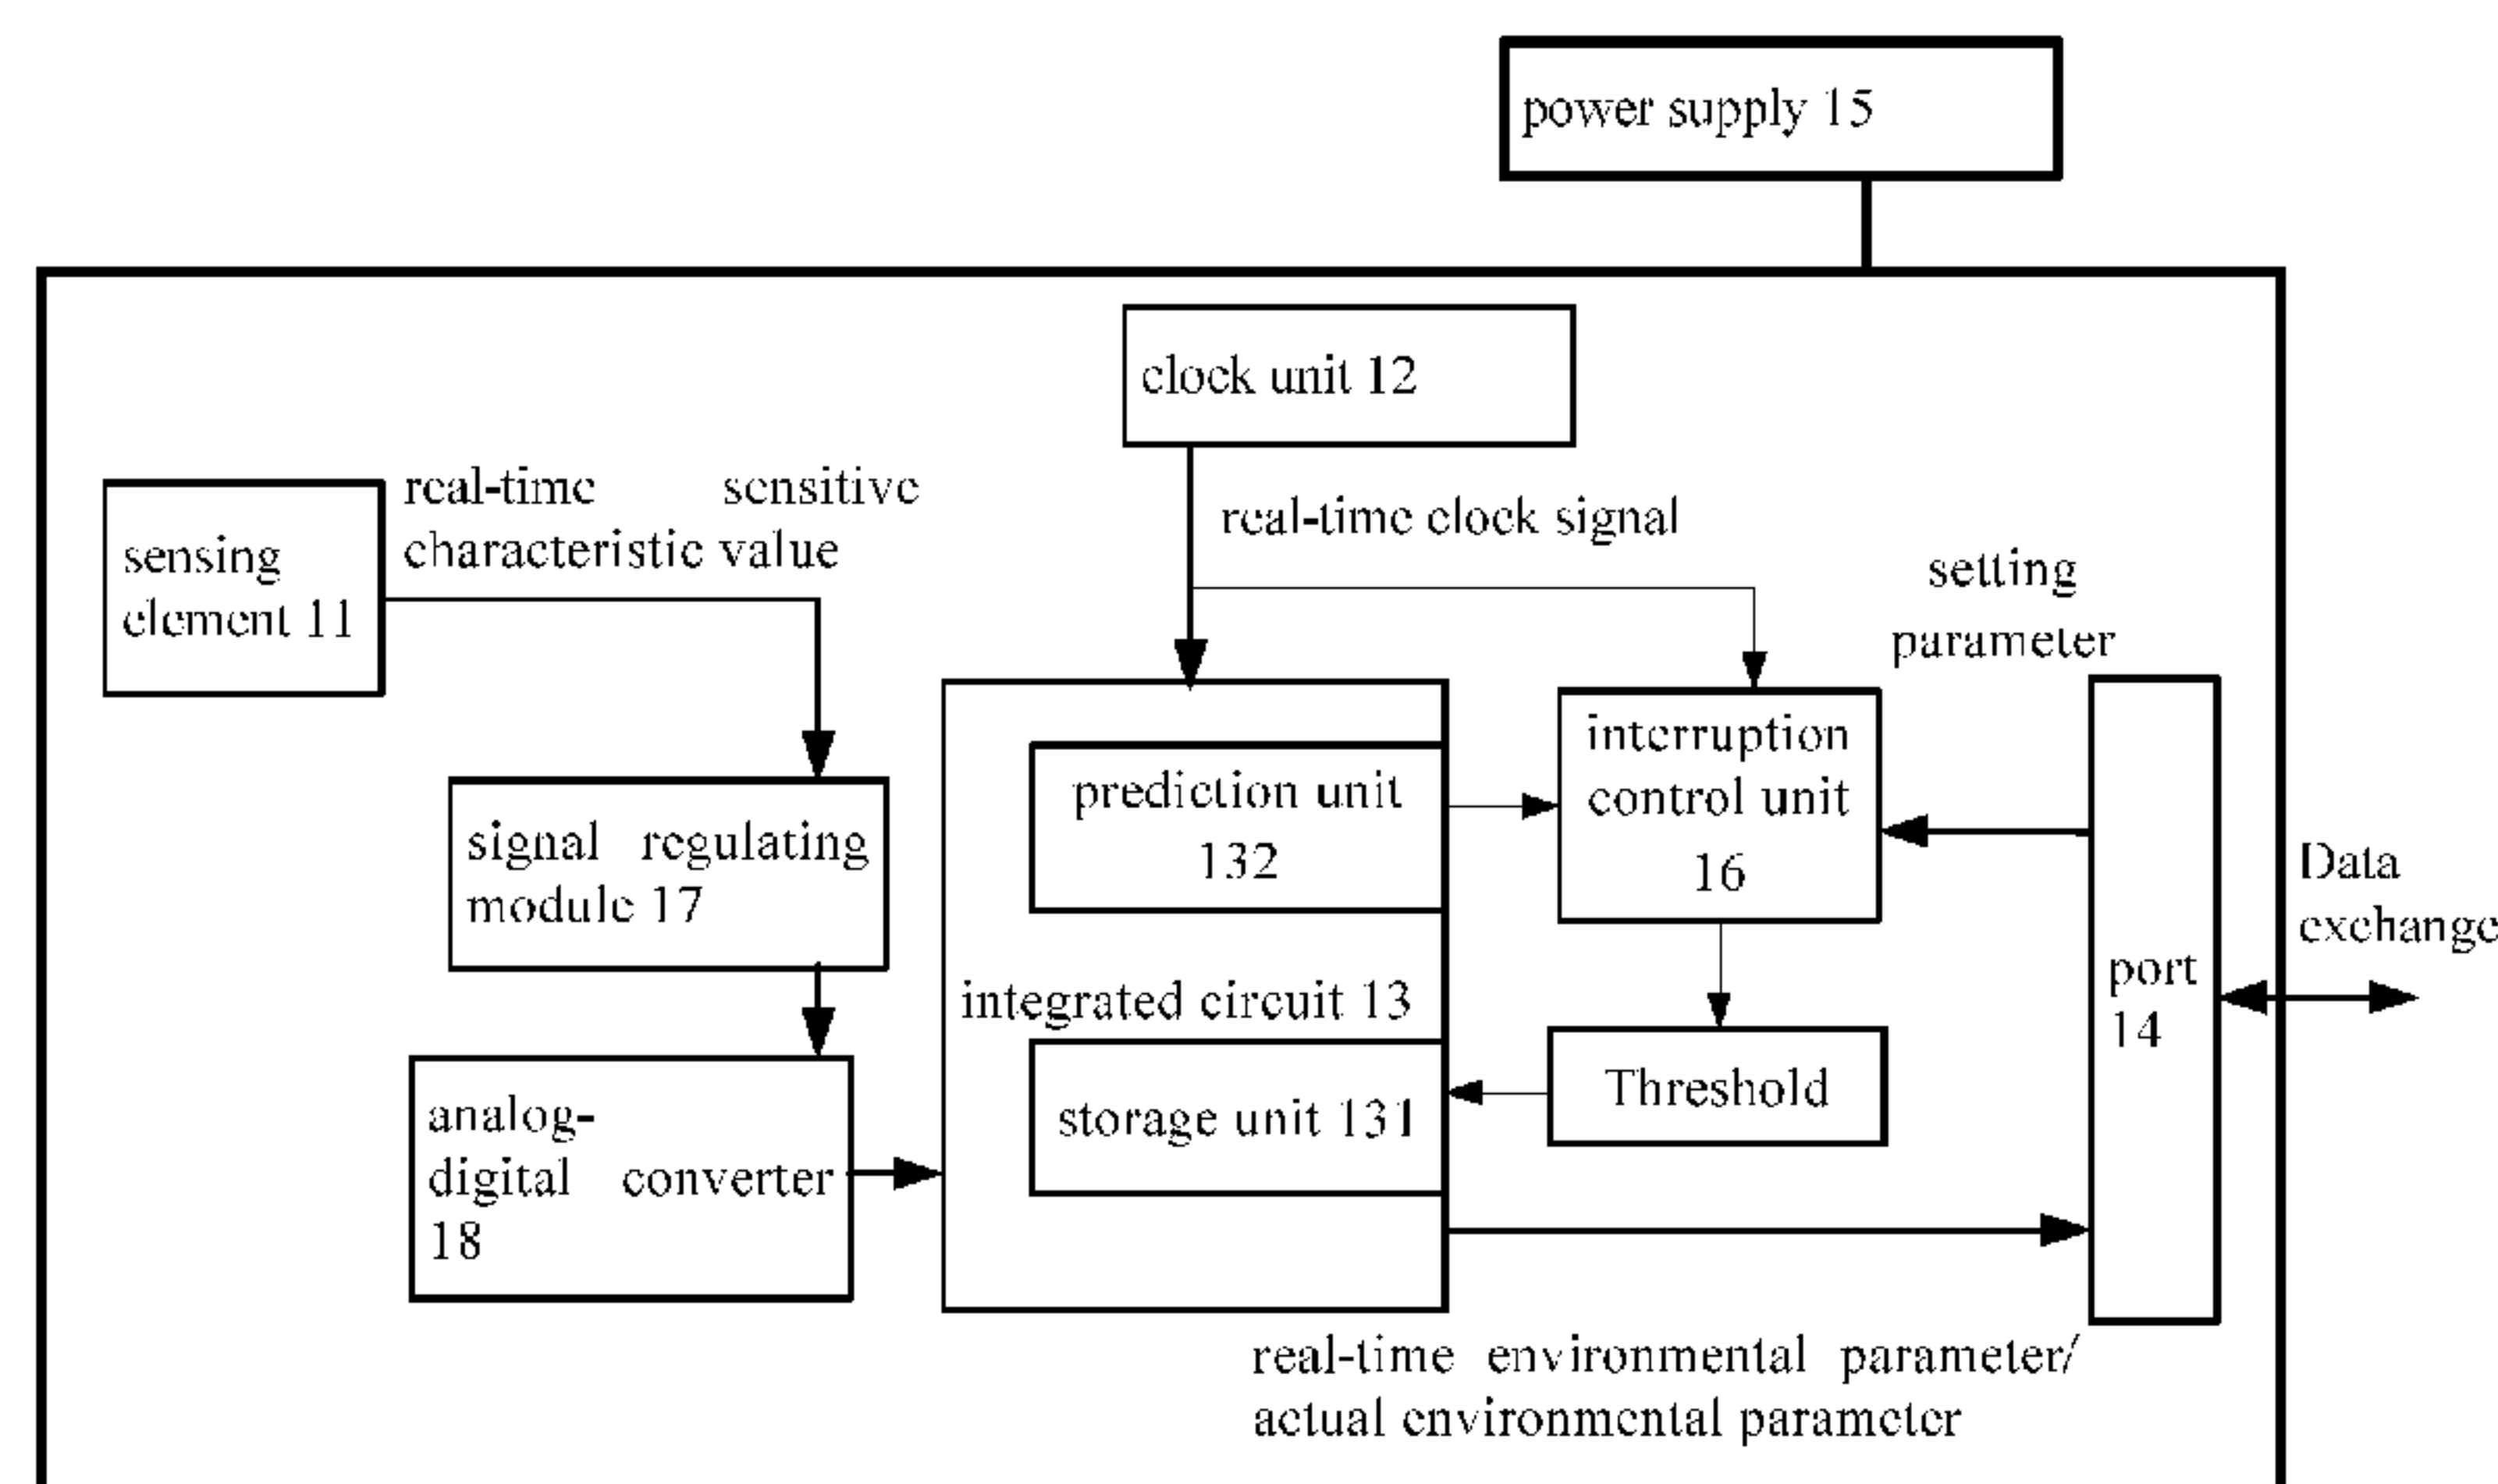 power supply 15
clock unit 12
real-time sensitive
characteristic value
real-time clock signal
sensing
element 11
setting
parameter
interruption
control unit
16
prediction unit
132
signal regulating
module 17
Data
exchange
port
14
integrated circuit 13
Threshold
storage unit 131
analog-
digital converter
18
real-time environmental parameter/
actual environmental parameter